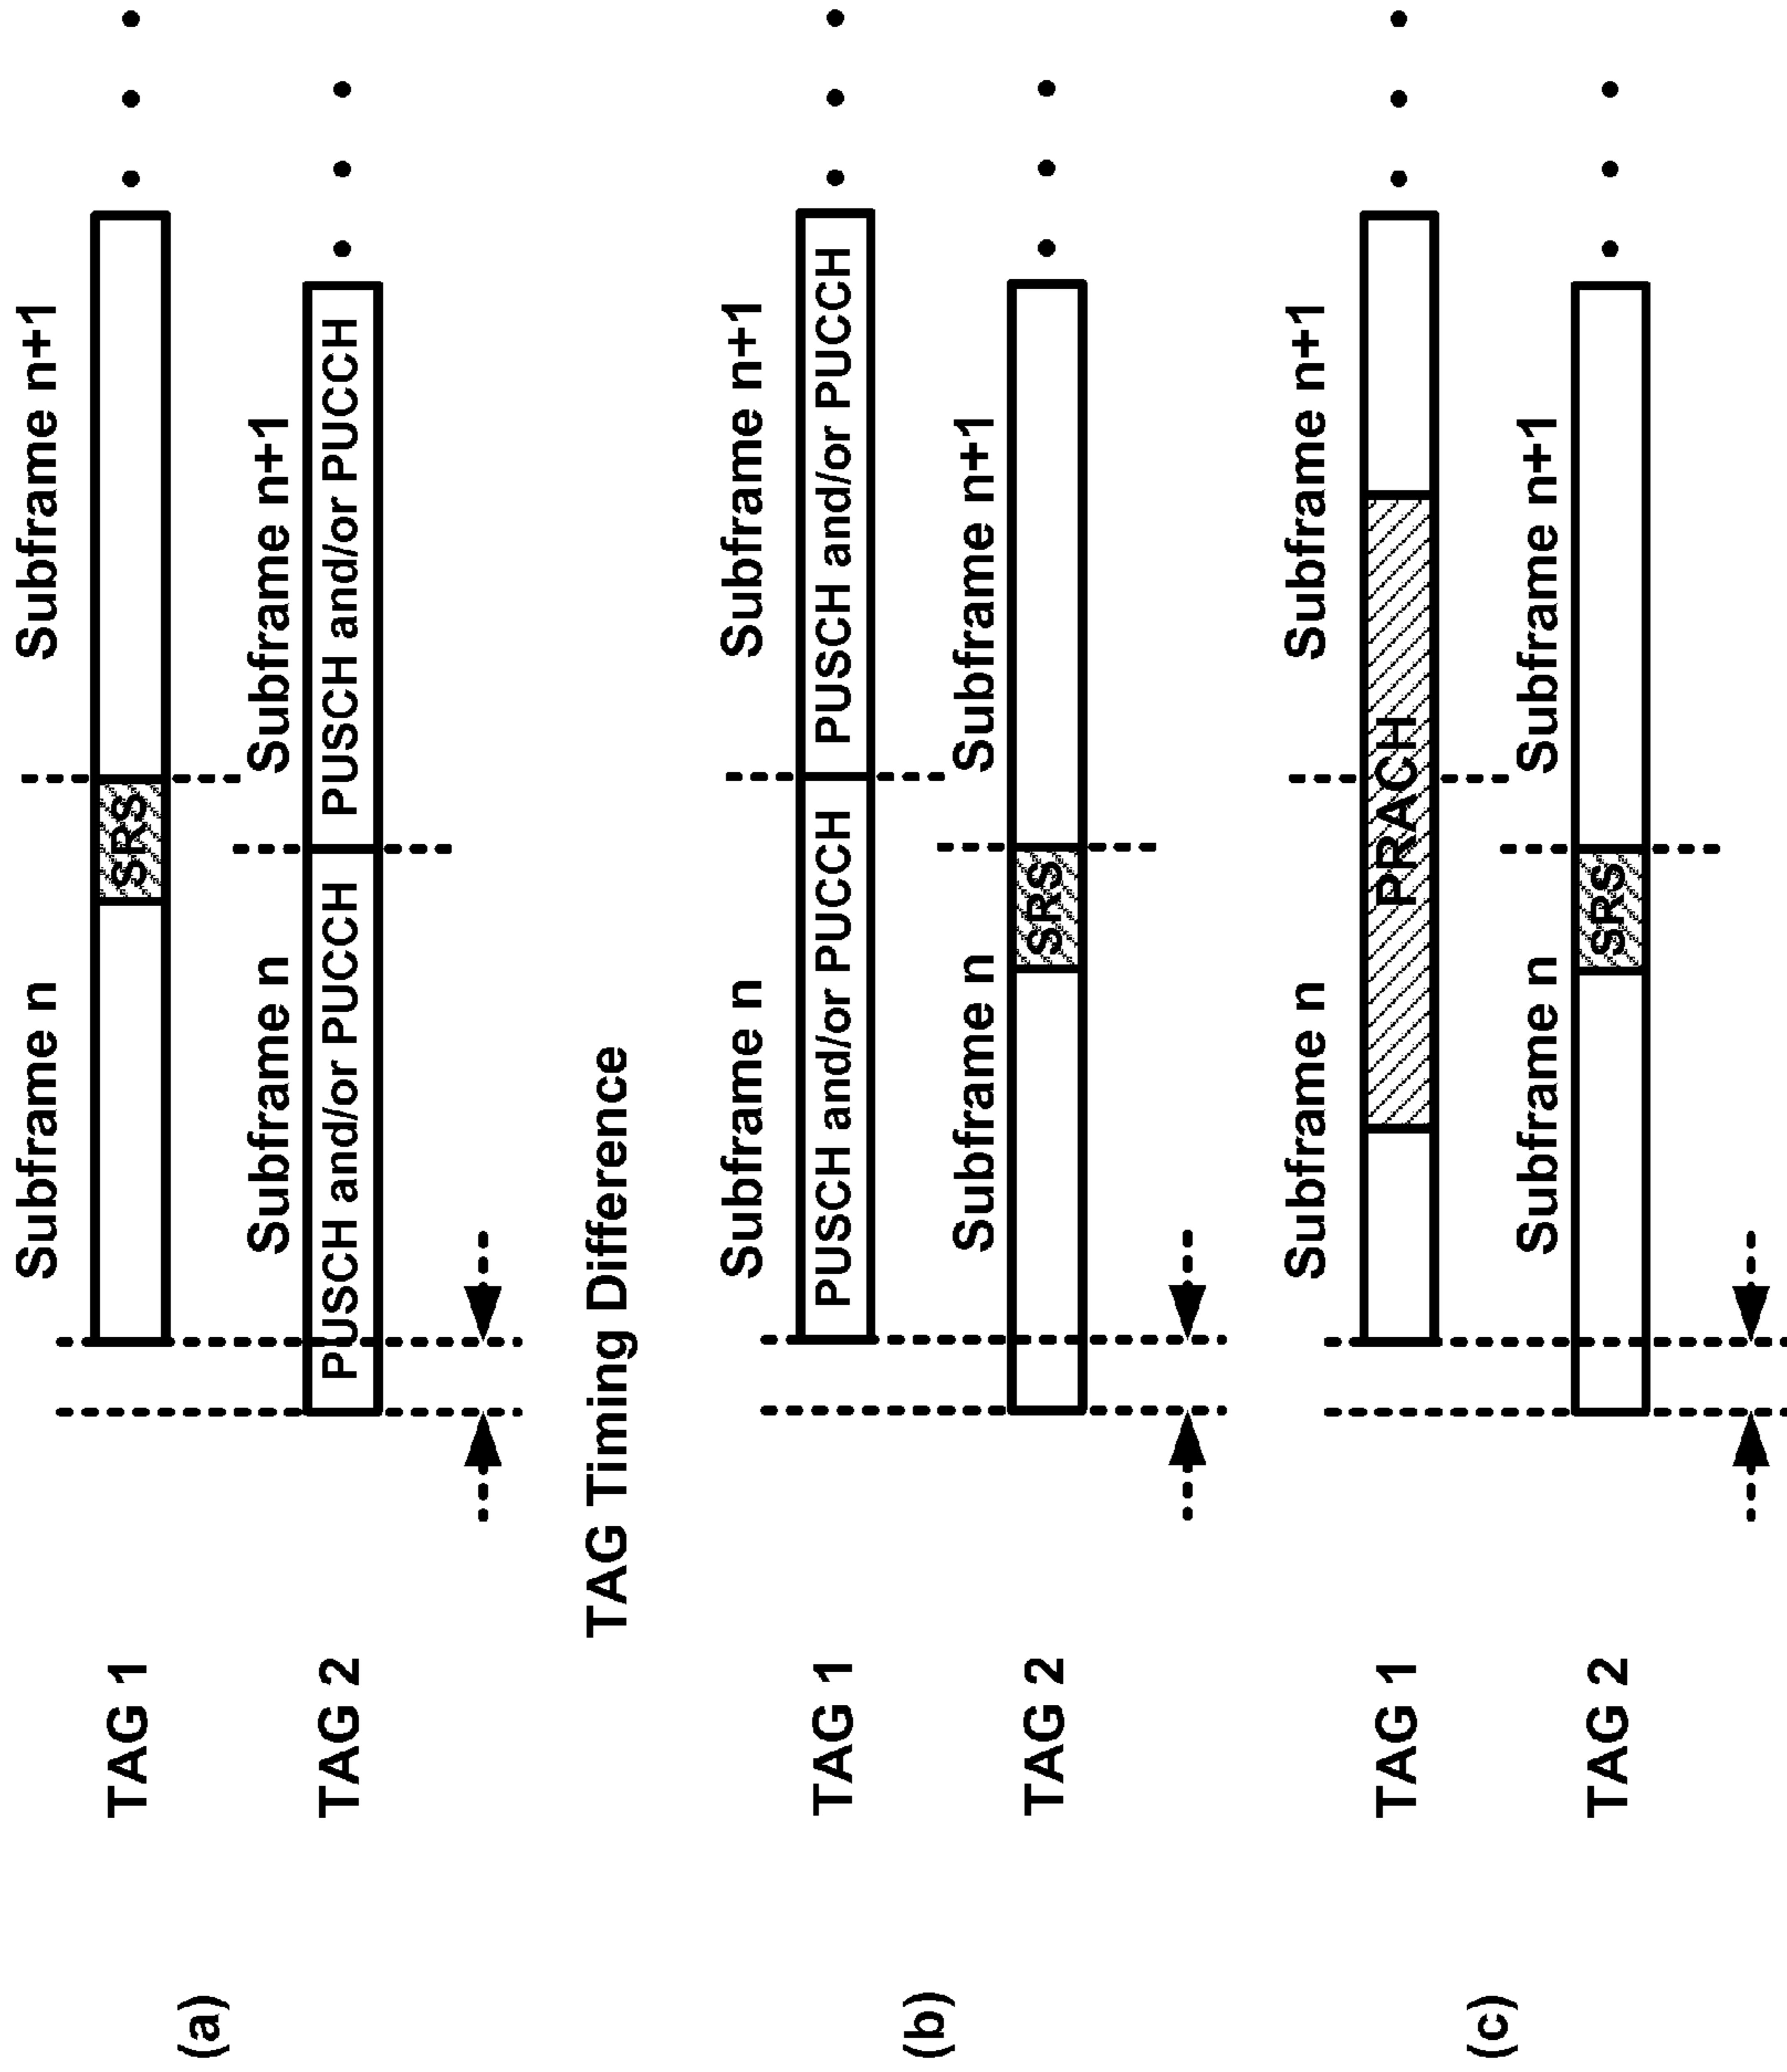 (a)
Subframe n
Subframe n+1
TAG 1
SRS
Subframe n
Subframe n+1
TAG 2
PUSCH and/or PUCCH
PUSCH and/or PUCCH
TAG Timing Difference
(b)
Subframe n
Subframe n+1
TAG 1
PUSCH and/or PUCCH
PUSCH and/or PUCCH
Subframe n
Subframe n+1
TAG 2
SRS
(c)
Subframe n
Subframe n+1
TAG 1
PRACH
Subframe n
Subframe n+1
TAG 2
SRS